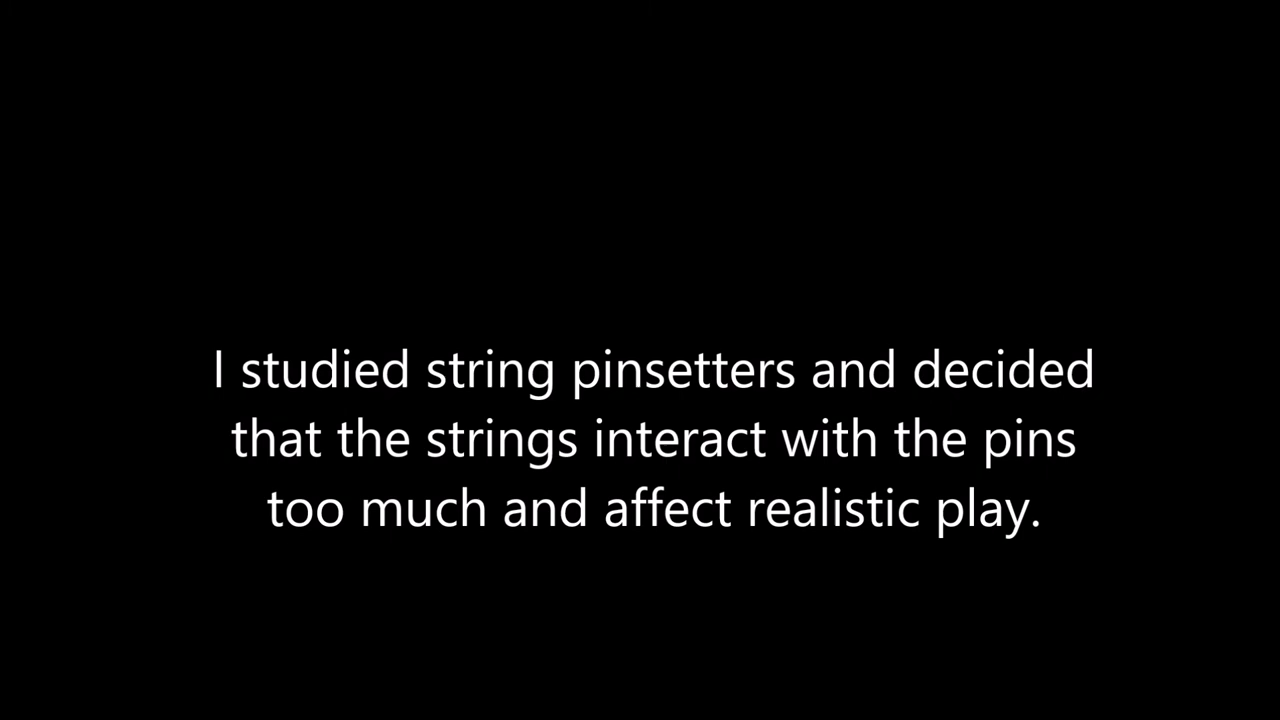 I studied string pinsetters and decided
that the strings interact with the pins
too much and affect realistic play.